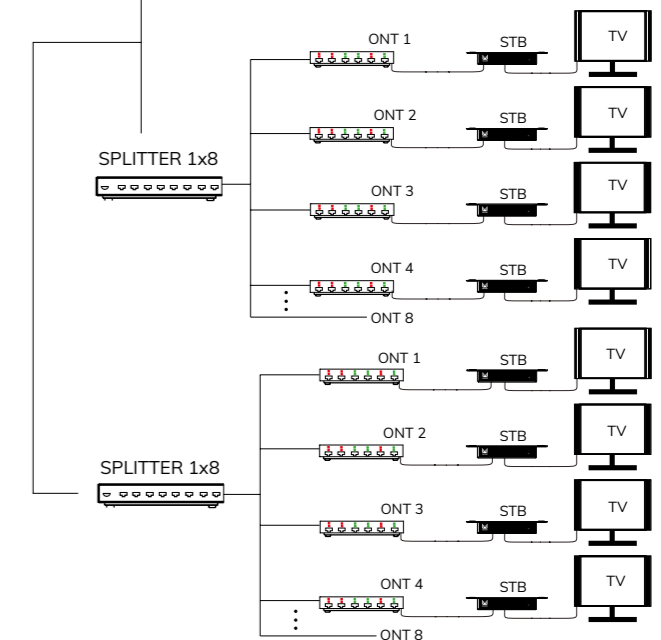 ONT 1 STB TV
ONT 2 STB TV
SPLITTER 1x8
ONT 3 STB TV
ONT 4 STB TV
ONT 8
ONT 1 STB TV
ONT 2 STB TV
SPLITTER 1x8
ONT 3 STB TV
ONT 4 STB TV
ONT 8